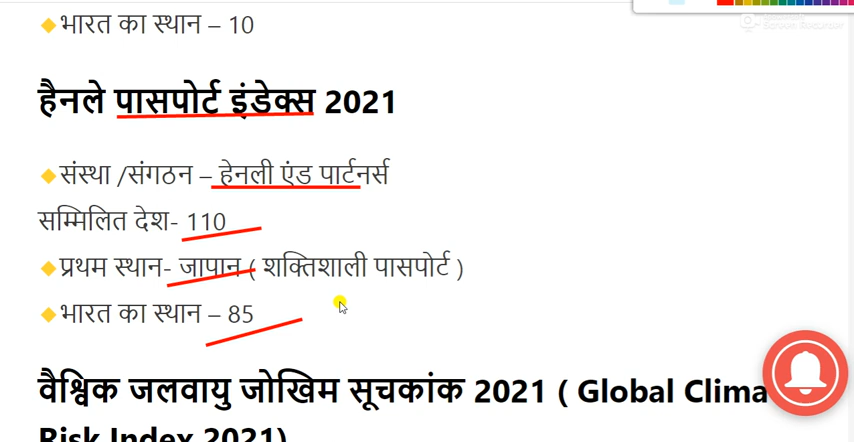 भारत का स्थान – 10
हैनले पासपोर्ट इंडेक्स 2021
संस्था /संगठन – हेनली एंड पार्टनर्स
सम्मिलित देश- 110
प्रथम स्थान- जापान ( शक्तिशाली पासपोर्ट )
भारत का स्थान – 85
वैश्विक जलवायु जोखिम सूचकांक 2021 ( Global Clima
Risk Index 2021)